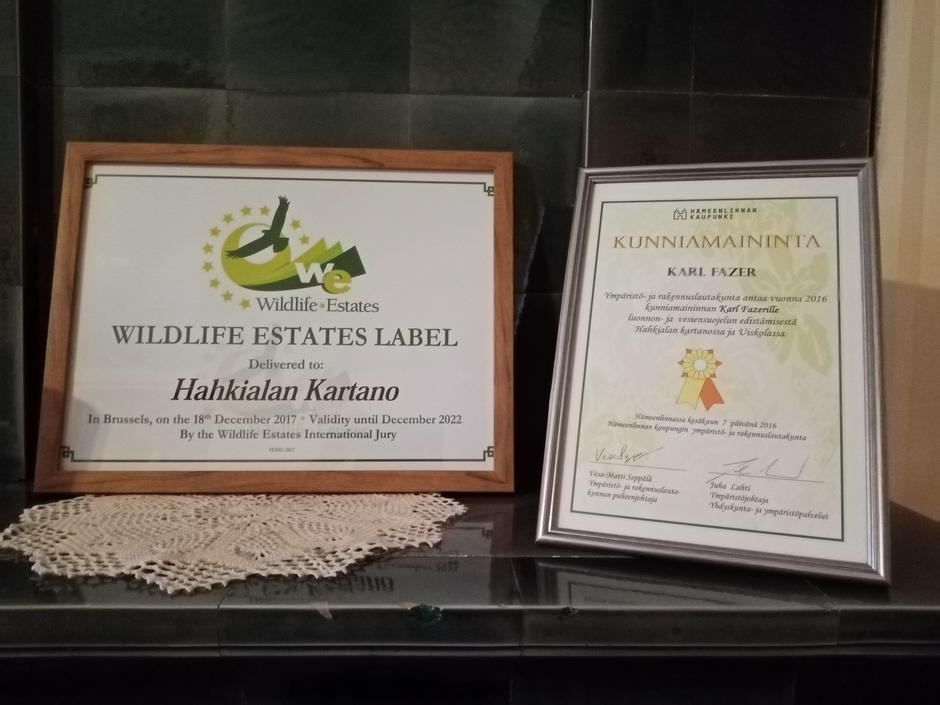 we
Wildlife Estates
WILDLIFE ESTATES LABEL
Delivered to:
Hahkialan Kartano
In Brussels, on the 18th December 2017 • Validity until December 2022
By the Wildlife Estates International Jury
HÄMEENLINNAN
KAUPUNKI
KUNNIAMAININTA
KARL FAZER
Ympäristö- ja rakennuslautakunta antaa vuonna 2016
kunniamaininnan Karl Fazerille
luonnon- ja vesiensuojelun edistämisestä
Hahkialan kartanossa ja Uiskolassa.
Hämeenlinnassa kesäkuun 7 päivänä 2016
Hämeenlinnan kaupungin ympäristö- ja rakennuslautakunta
Vesa-Matti Seppälä
Ympäristö- ja rakennuslauta-
kunnan puheenjohtaja
Juha Lahti
Ympäristöjohtaja
Yhdyskunta- ja ympäristöpalvelut